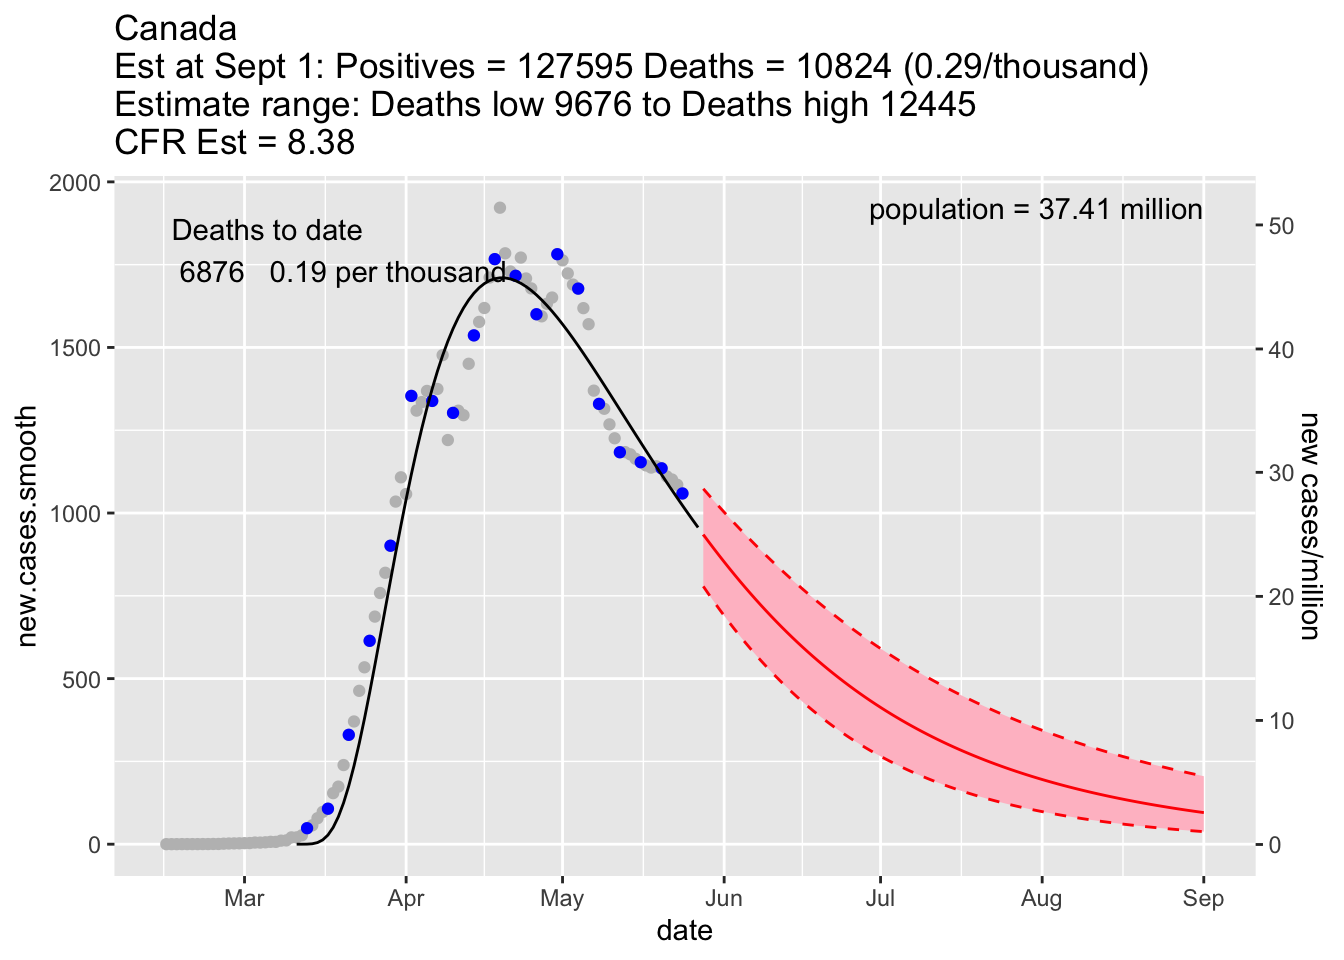 Canada
Est at Sept 1: Positives = 127595 Deaths = 10824 (0.29/thousand)
Estimate range: Deaths low 9676 to Deaths high 12445
CFR Est = 8.38
2000
1500
1000
500
0
new.cases.smooth
Deaths to date
6876 0.19 per thousand
population = 37.41 million
50
40
30
20
10
0
new cases/million
Mar Apr May Jun Jul Aug Sep
date